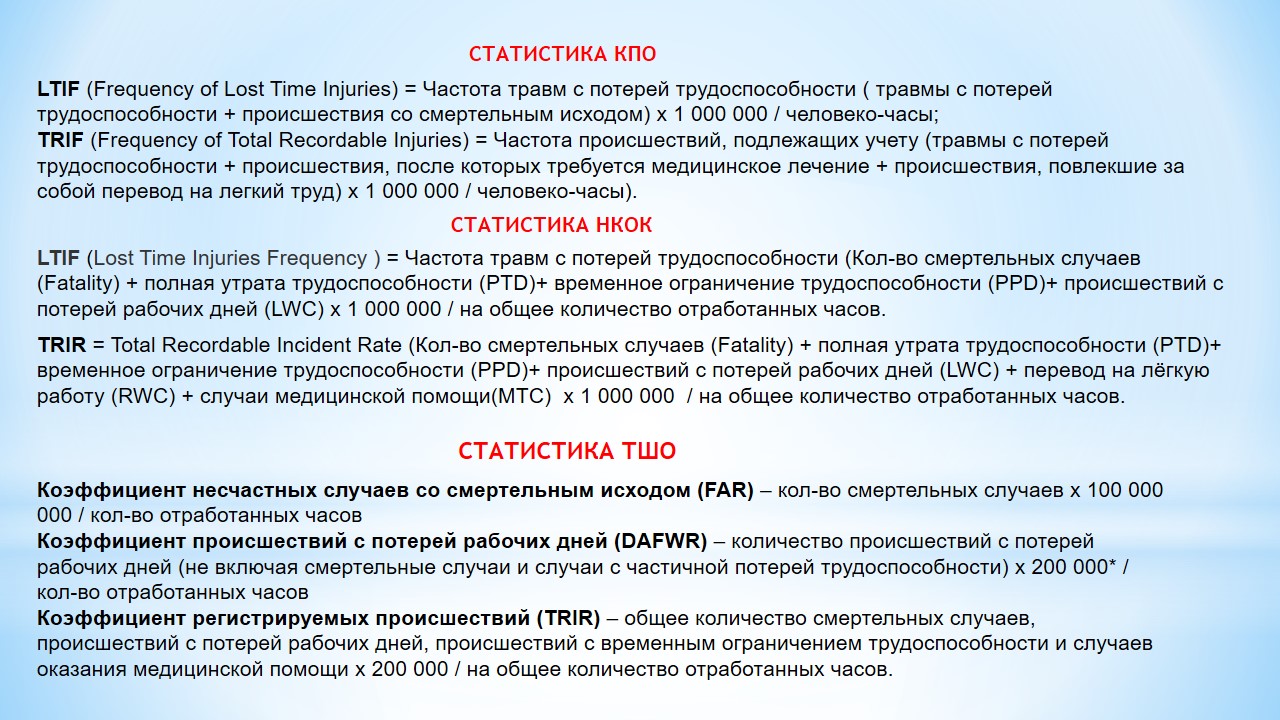 СТАТИСТИКА КПО
LTIF (Frequency of Lost Time Injuries) = Частота травм с потерей трудоспособности ( травмы с потерей
трудоспособности + происшествия со смертельным исходом) x 1 000 000 / человеко-часы;
TRIF (Frequency of Total Recordable Injuries) = Частота происшествий, подлежащих учету (травмы с потерей
трудоспособности + происшествия, после которых требуется медицинское лечение + происшествия, повлекшие за
собой перевод на легкий труд) x 1 000 000 / человеко-часы).
СТАТИСТИКА НКОК
LTIF (Lost Time Injuries Frequency ) = Частота травм с потерей трудоспособности (Кол-во смертельных случаев
(Fatality) + полная утрата трудоспособности (PTD)+ временное ограничение трудоспособности (PPD)+ происшествий с
потерей рабочих дней (LWC) x 1 000 000 / на общее количество отработанных часов.
TRIR = Total Recordable Incident Rate (Кол-во смертельных случаев (Fatality) + полная утрата трудоспособности (PTD)+
временное ограничение трудоспособности (PPD)+ происшествий с потерей рабочих дней (LWC) + перевод на лёгкую
работу (RWC) + случаи медицинской помощи(MTC)  x 1 000 000  / на общее количество отработанных часов.
СТАТИСТИКА ТШО
Коэффициент несчастных случаев со смертельным исходом (FAR) – кол-во смертельных случаев x 100 000
000 / кол-во отработанных часов
Коэффициент происшествий с потерей рабочих дней (DAFWR) – количество происшествий с потерей
рабочих дней (не включая смертельные случаи и случаи с частичной потерей трудоспособности) x 200 000* /
кол-во отработанных часов
Коэффициент регистрируемых происшествий (TRIR) – общее количество смертельных случаев,
происшествий с потерей рабочих дней, происшествий с временным ограничением трудоспособности и случаев
оказания медицинской помощи x 200 000 / на общее количество отработанных часов.